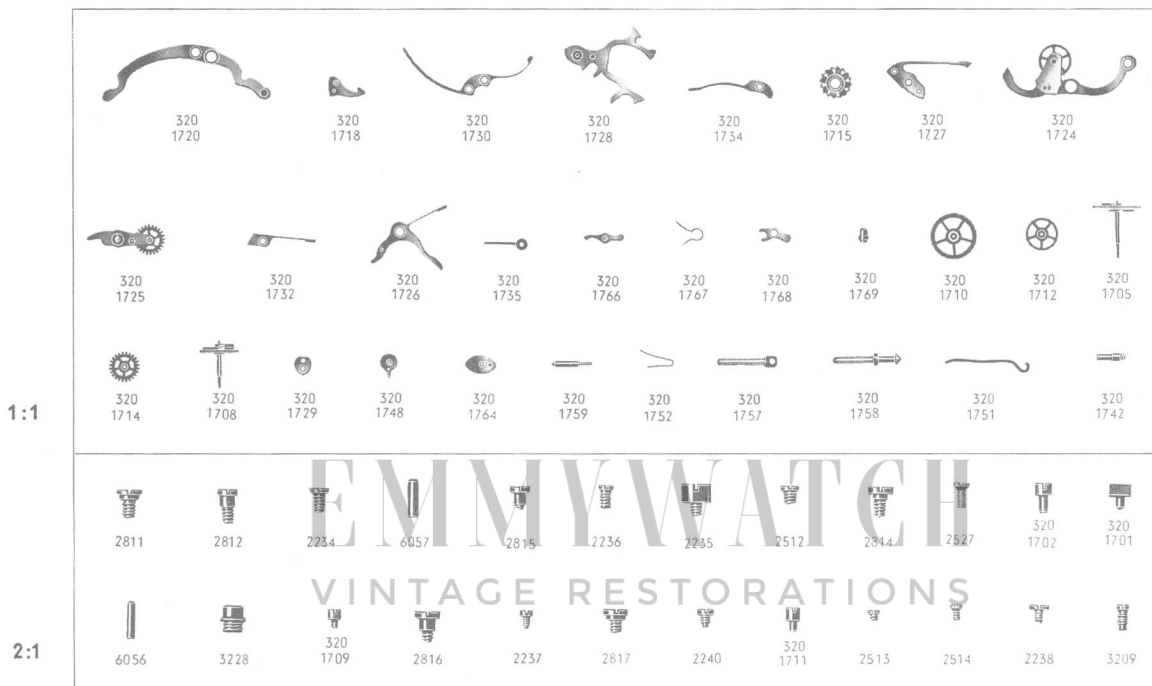 320 320 320 320 320 320 320 320
1720 1718 1730 1728 1734 1715 1727 1724
320 320 320 320 320 320 320 320 320 320 320
1725 1732 1726 1735 1766 1767 1768 1769 1710 1712 1705
320 320 320 320 320 320 320 320 320 320 320
1714 1708 1729 1748 1764 1759 1752 1757 1758 1751 1742
1:1
EMMYWATCH
320 320
2811 2812 2234 6057 2815 2236 2235 2512 2814 2527 1702 1701
VINTAGE RESTORATIONS
320 320
6056 3228 1709 2816 2237 2817 2240 1711 2513 2514 2238 3209
2:1